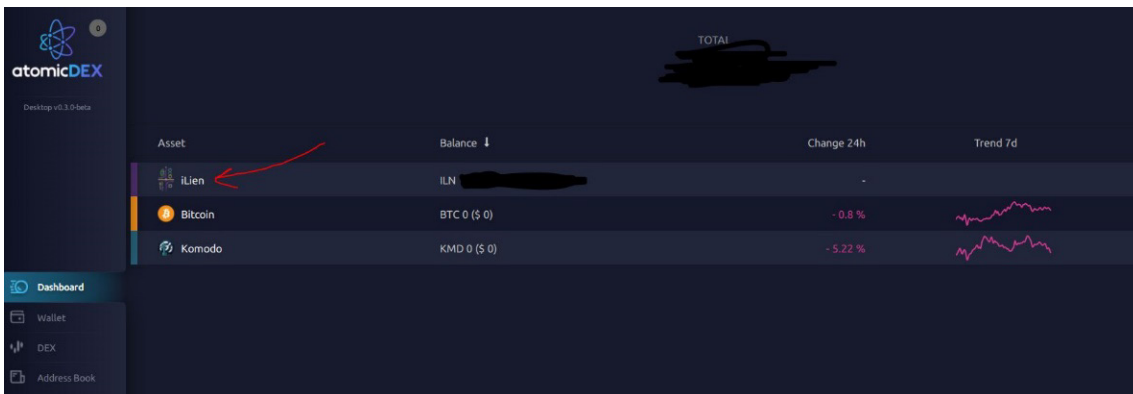 0
atomicDEX
Desktop v0.3.0-beta
TOTAL
Asset Balance Change 24h Trend 7d
iLien ILN -
Bitcoin BTC 0 ($ 0) - 0.8 %
Komodo KMD 0 ($ 0) - 5.22 %
Dashboard
Wallet
DEX
Address Book